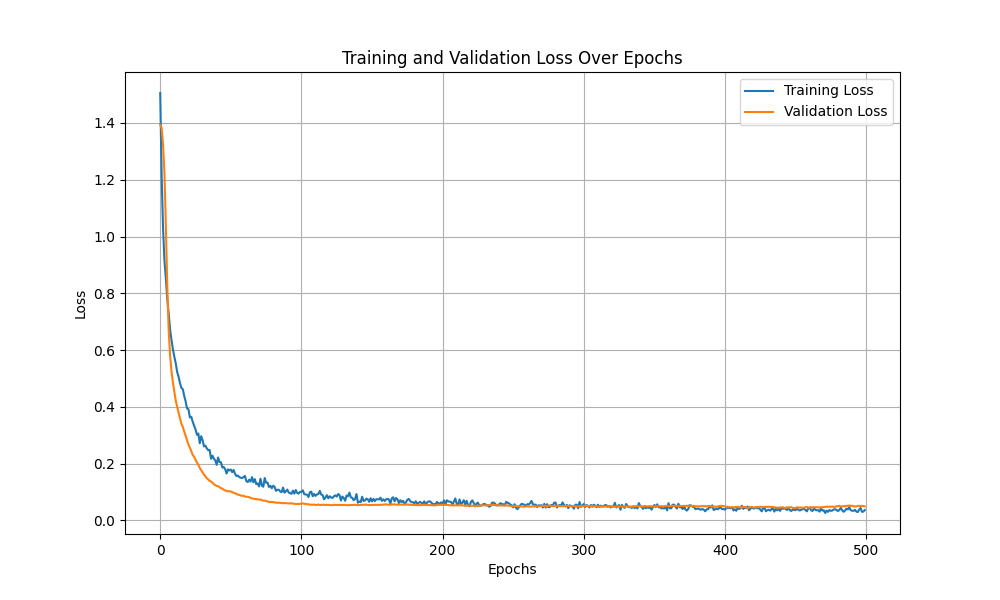 Training and Validation Loss Over Epochs
Training Loss
Validation Loss
1.4
1.2
1.0
0.8
0.6
0.4
0.2
0.0
Loss
0 100 200 300 400 500
Epochs